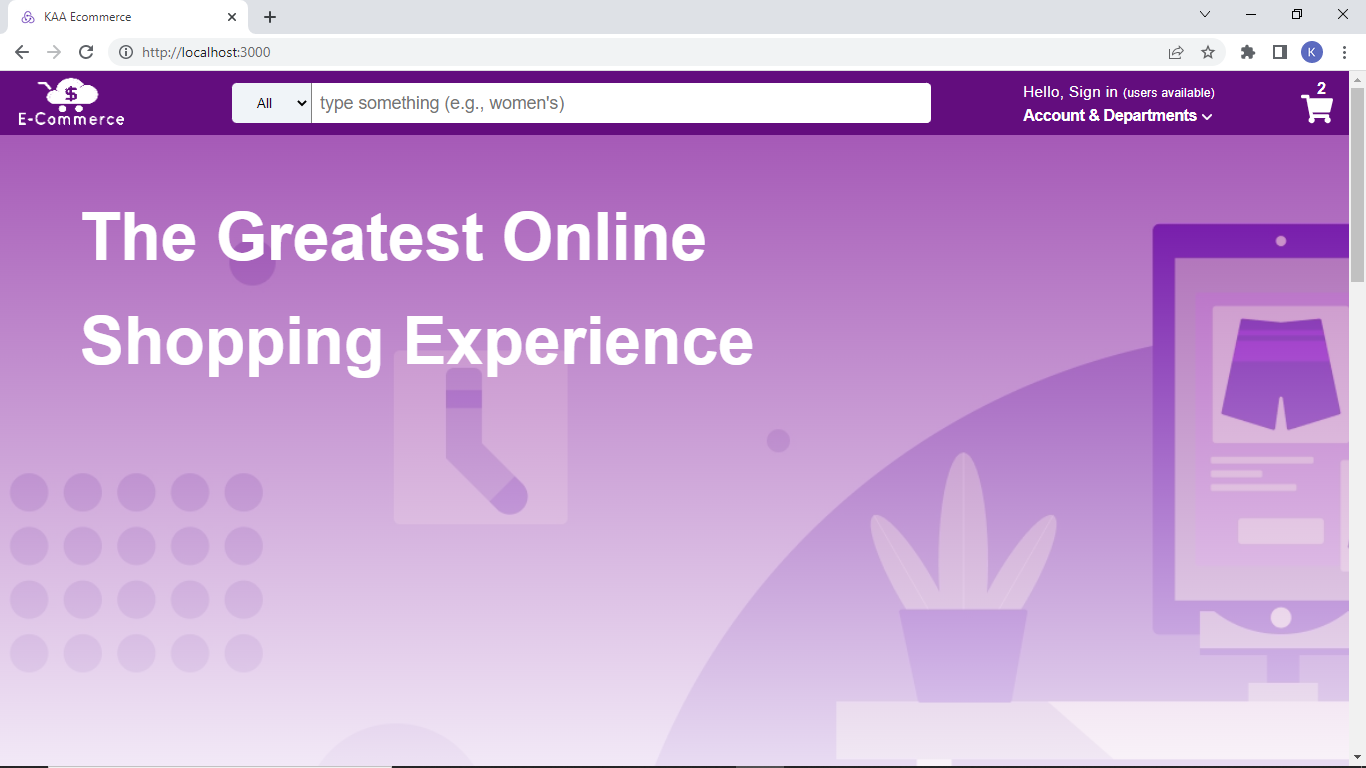 KAA Ecommerce
http://localhost:3000
K
$
E-Commerce
All
type something (e.g., women's)
Hello, Sign in (users available)
Account & Departments
2
The Greatest Online
Shopping Experience